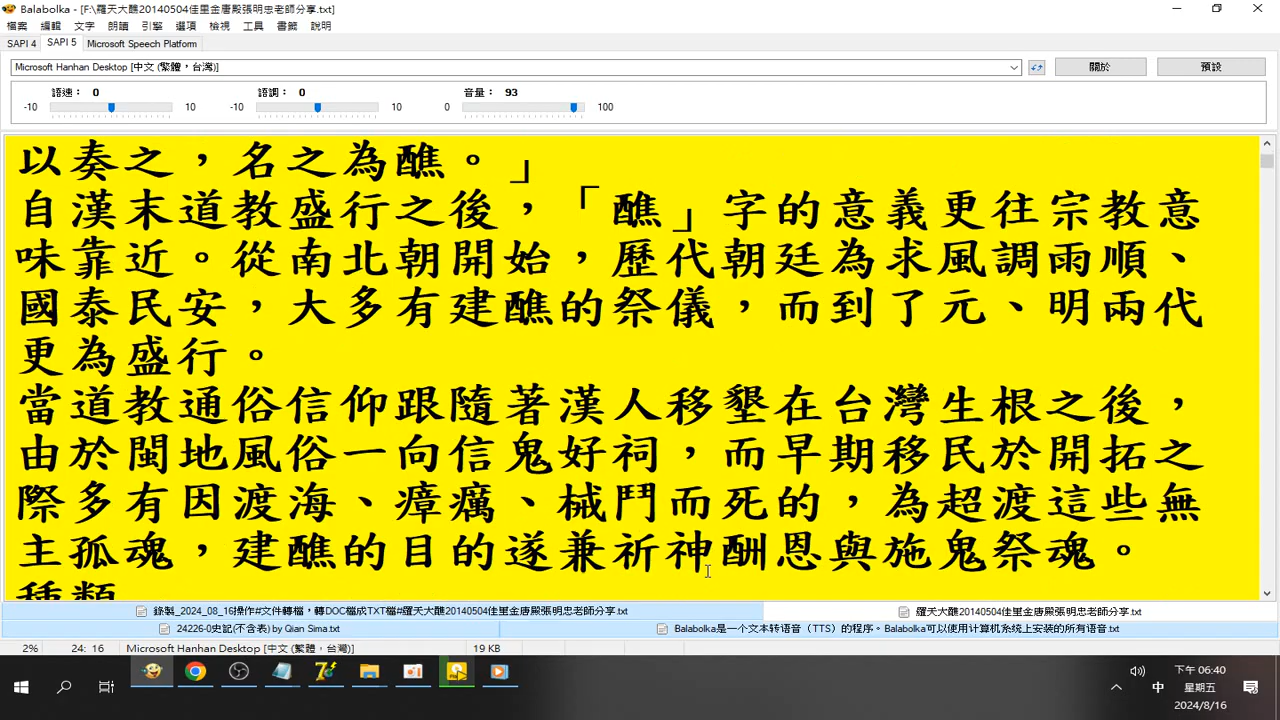 Balabolka - [F:\羅天大醮20140504佳里金唐殿張明忠老師分享.txt]
檔案 編輯 文字 朗讀 引擎 選項 檢視 工具 書籤 說明
SAPI 4 SAPI 5 Microsoft Speech Platform
Microsoft Hanhan Desktop [中文 (繁體，台灣)] 關於 預設
語速： 0 語調： 0 音量： 93
-10 10 -10 10 0 100
以奏之，名之為醮。」
自漢末道教盛行之後，「醮」字的意義更往宗教意
味靠近。從南北朝開始，歷代朝廷為求風調雨順、
國泰民安，大多有建醮的祭儀，而到了元、明兩代
更為盛行。
當道教通俗信仰跟隨著漢人移墾在台灣生根之後，
由於閩地風俗一向信鬼好祠，而早期移民於開拓之
際多有因渡海、瘴癘、械鬥而死的，為超渡這些無
主孤魂，建醮的目的遂兼祈神酬恩與施鬼祭魂。
種類
錄製_2024_08_16操作#文件轉檔，轉DOC檔成TXT檔#羅天大醮20140504佳里金唐殿張明忠老師分享.txt 羅天大醮20140504佳里金唐殿張明忠老師分享.txt
24226-0史記(不含表) by Qian Sima.txt Balabolka是一个文本转语音（TTS）的程序。Balabolka可以使用计算机系统上安装的所有语音.txt
2% 24: 16 Microsoft Hanhan Desktop [中文 (繁體，台灣)] 19 KB
下午 06:40
中 星期五
2024/8/16